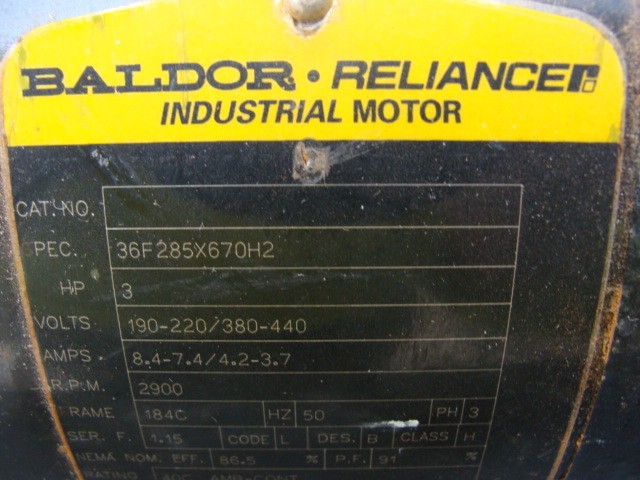 BALDOR • RELIANCE
INDUSTRIAL MOTOR
CAT. NO.
PEC. 36F285X670H2
HP 3
VOLTS 190-220/380-440
AMPS 8.4-7.4/4.2-3.7
R.P.M. 2900
RAME 184C HZ 50 PH 3
SER. F. 1.15 CODE L DES. B CLASS H
NEMA NOM. EFF. 86.5 % P.F. 91 %
RATING 40C AMB-CONT